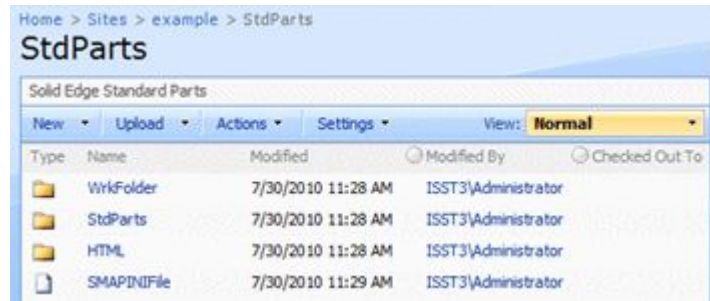 Home > Sites > example > StdParts
StdParts
Solid Edge Standard Parts
New Upload Actions Settings View: Normal
Type Name Modified Modified By Checked Out To
WrkFolder 7/30/2010 11:28 AM ISST3\Administrator
StdParts 7/30/2010 11:28 AM ISST3\Administrator
HTML 7/30/2010 11:28 AM ISST3\Administrator
SMAPINIFile 7/30/2010 11:29 AM ISST3\Administrator